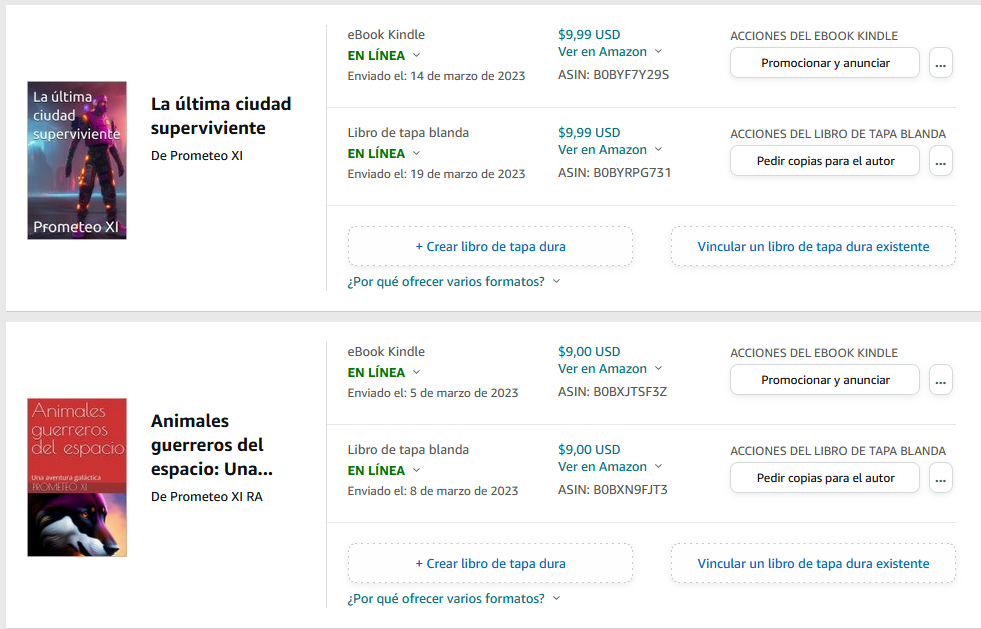 La última
ciudad
superviviente
Prometeo XI
La última ciudad
superviviente
De Prometeo XI
eBook Kindle
EN LÍNEA
Enviado el: 14 de marzo de 2023
$9,99 USD
Ver en Amazon
ASIN: B0BYF7Y29S
ACCIONES DEL EBOOK KINDLE
Promocionar y anunciar
...
Libro de tapa blanda
EN LÍNEA
Enviado el: 19 de marzo de 2023
$9,99 USD
Ver en Amazon
ASIN: B0BYRPG731
ACCIONES DEL LIBRO DE TAPA BLANDA
Pedir copias para el autor
...
+ Crear libro de tapa dura
Vincular un libro de tapa dura existente
¿Por qué ofrecer varios formatos?
Animales
guerreros
del espacio
Una aventura galáctica
PROMETEO XI
Animales
guerreros del
espacio: Una...
De Prometeo XI RA
eBook Kindle
EN LÍNEA
Enviado el: 5 de marzo de 2023
$9,00 USD
Ver en Amazon
ASIN: B0BXJTSF3Z
ACCIONES DEL EBOOK KINDLE
Promocionar y anunciar
...
Libro de tapa blanda
EN LÍNEA
Enviado el: 8 de marzo de 2023
$9,00 USD
Ver en Amazon
ASIN: B0BXN9FJT3
ACCIONES DEL LIBRO DE TAPA BLANDA
Pedir copias para el autor
...
+ Crear libro de tapa dura
Vincular un libro de tapa dura existente
¿Por qué ofrecer varios formatos?